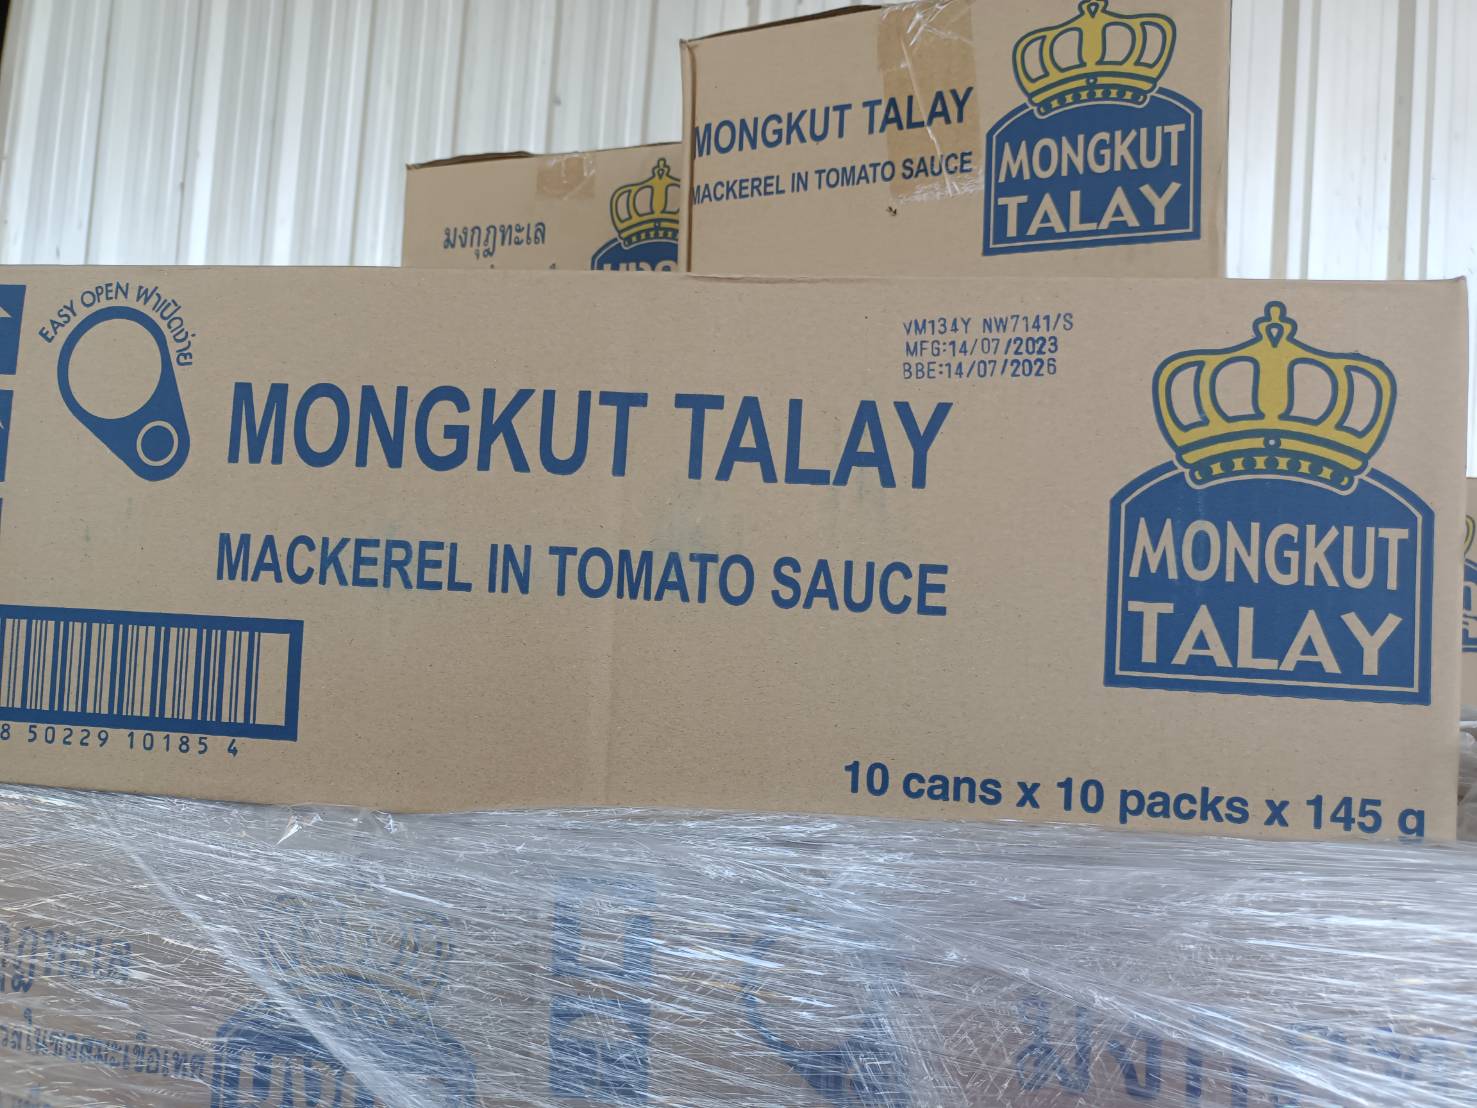 MONGKUT TALAY
MACKEREL IN TOMATO SAUCE
MONGKUT
TALAY
มงกุฎทะเล
EASY OPEN ฝาเปิดง่าย
VM134Y NW7141/S
MFG:14/07/2023
BBE:14/07/2026
MONGKUT TALAY
MACKEREL IN TOMATO SAUCE
MONGKUT
TALAY
8 50229 10185 4
10 cans x 10 packs x 145 g